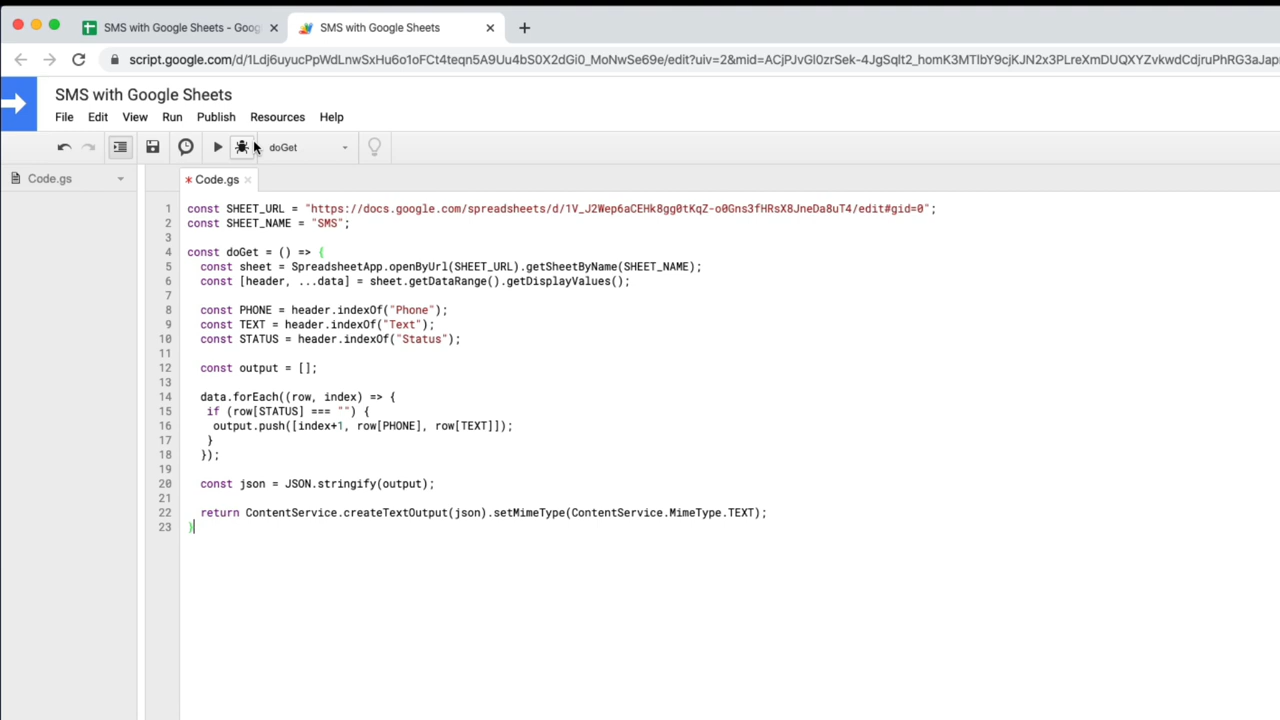 SMS with Google Sheets - Goog
SMS with Google Sheets
script.google.com/d/1Ldj6uyucPpWdLnwSxHu6o1oFCt4teqn5A9Uu4bS0X2dGi0_MoNwSe69e/edit?uiv=2&mid=ACjPJvGl0zrSek-4JgSqlt2_homK3MTlbY9cjKJN2x3PLreXmDUQXYZvkwdCdjruPhRG3aJapr
SMS with Google Sheets
File Edit View Run Publish Resources Help
doGet
Code.gs
* Code.gs
1 const SHEET_URL = "https://docs.google.com/spreadsheets/d/1V_J2Wep6aCEHk8gg0tKqZ-o0Gns3fHRsX8JneDa8uT4/edit#gid=0";
2 const SHEET_NAME = "SMS";
3
4 const doGet = () => {
5 const sheet = SpreadsheetApp.openByUrl(SHEET_URL).getSheetByName(SHEET_NAME);
6 const [header, ...data] = sheet.getDataRange().getDisplayValues();
7
8 const PHONE = header.indexOf("Phone");
9 const TEXT = header.indexOf("Text");
10 const STATUS = header.indexOf("Status");
11
12 const output = [];
13
14 data.forEach((row, index) => {
15 if (row[STATUS] === "") {
16 output.push([index+1, row[PHONE], row[TEXT]]);
17 }
18 });
19
20 const json = JSON.stringify(output);
21
22 return ContentService.createTextOutput(json).setMimeType(ContentService.MimeType.TEXT);
23 }